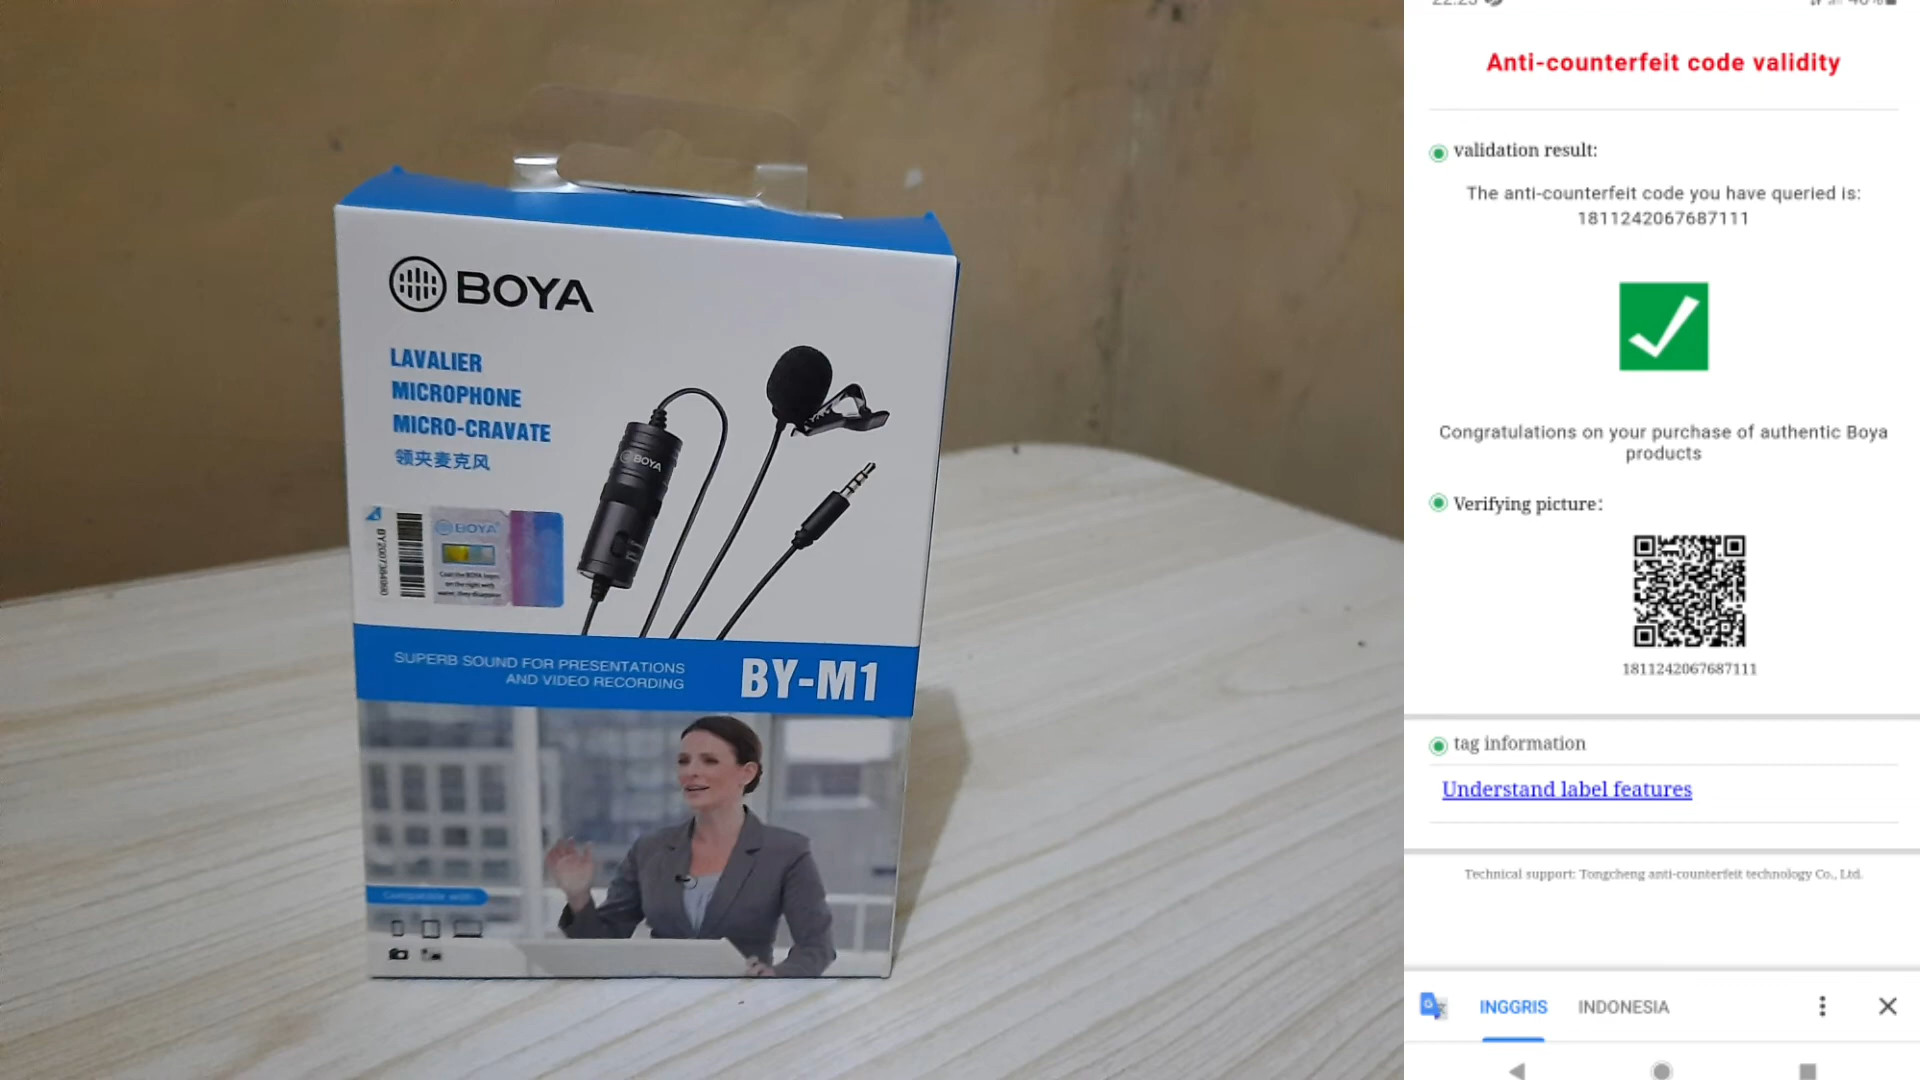 BOYA
LAVALIER
MICROPHONE
MICRO-CRAVATE
领夹麦克风
BOYA
BOYA
SUPERB SOUND FOR PRESENTATIONS
AND VIDEO RECORDING
BY-M1
Compatible with
Anti-counterfeit code validity
validation result:
The anti-counterfeit code you have queried is:
1811242067687111
Congratulations on your purchase of authentic Boya
products
Verifying picture:
1811242067687111
tag information
Understand label features
Technical support: Tongcheng anti-counterfeit technology Co., Ltd.
INGGRIS INDONESIA